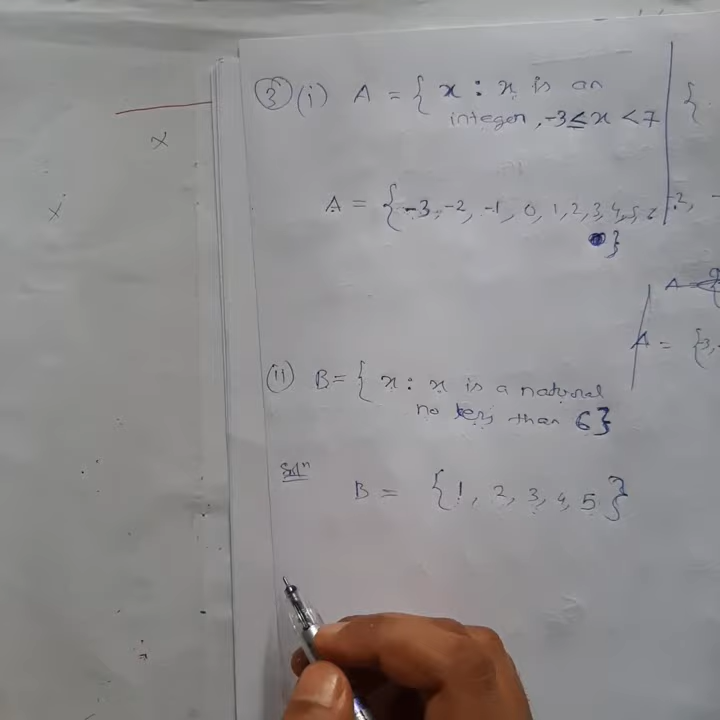 ③ (i) A = { x : x is an
integer, -3 ≤ x < 7
A = { -3, -2, -1, 0, 1, 2, 3, 4, 5
}
A = {3,
(ii) B = { x : x is a natural
no less than 6}
Solⁿ
B = {1, 2, 3, 4, 5}